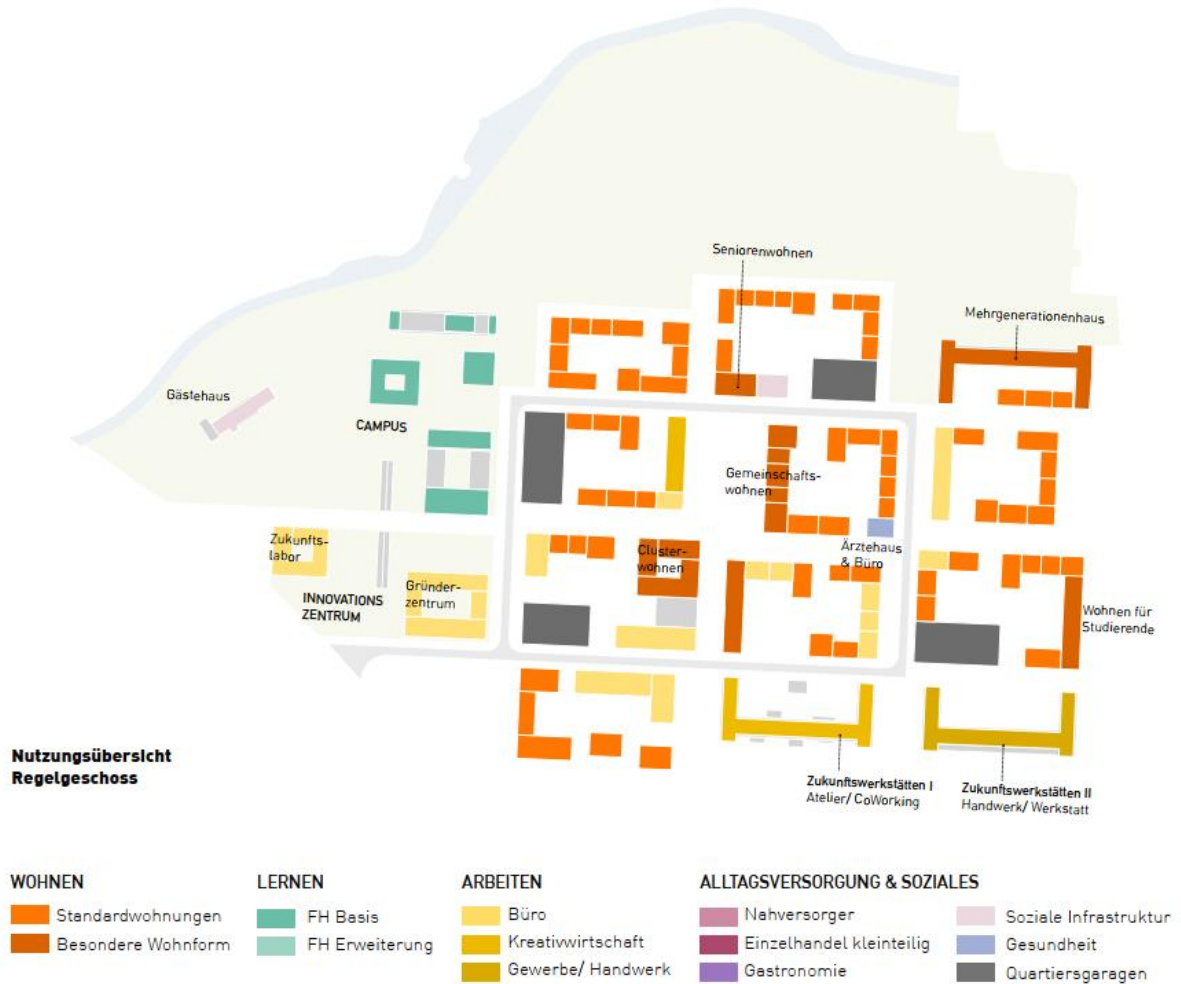 Seniorenwohnen
Mehrgenerationenhaus
Gästehaus
CAMPUS
Gemeinschafts-
wohnen
Zukunfts-
labor
Cluster-
wohnen
Ärztehaus
& Büro
INNOVATIONS
ZENTRUM
Gründer-
zentrum
Wohnen für
Studierende
Nutzungsübersicht
Regelgeschoss
Zukunftswerkstätten I
Atelier/ CoWorking
Zukunftswerkstätten II
Handwerk/ Werkstatt
WOHNEN
Standardwohnungen
Besondere Wohnform
LERNEN
FH Basis
FH Erweiterung
ARBEITEN
Büro
Kreativwirtschaft
Gewerbe/ Handwerk
ALLTAGSVERSORGUNG & SOZIALES
Nahversorger
Einzelhandel kleinteilig
Gastronomie
Soziale Infrastruktur
Gesundheit
Quartiersgaragen